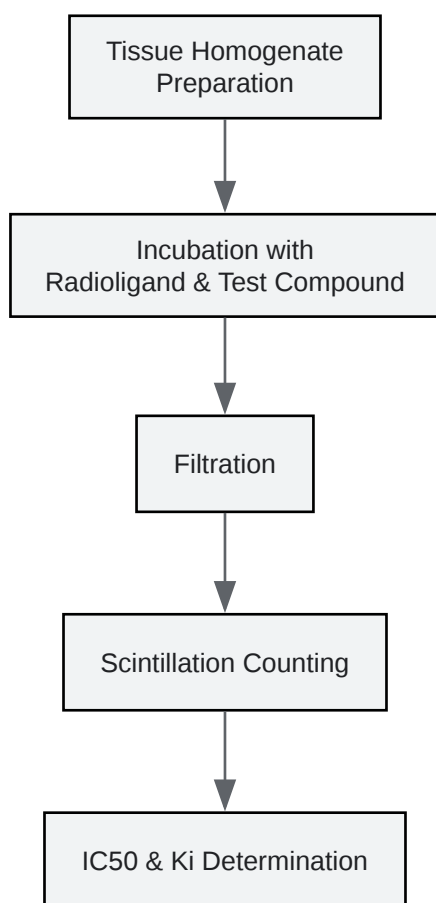 Tissue Homogenate
Preparation
Incubation with
Radioligand & Test Compound
Filtration
Scintillation Counting
IC50 & Ki Determination